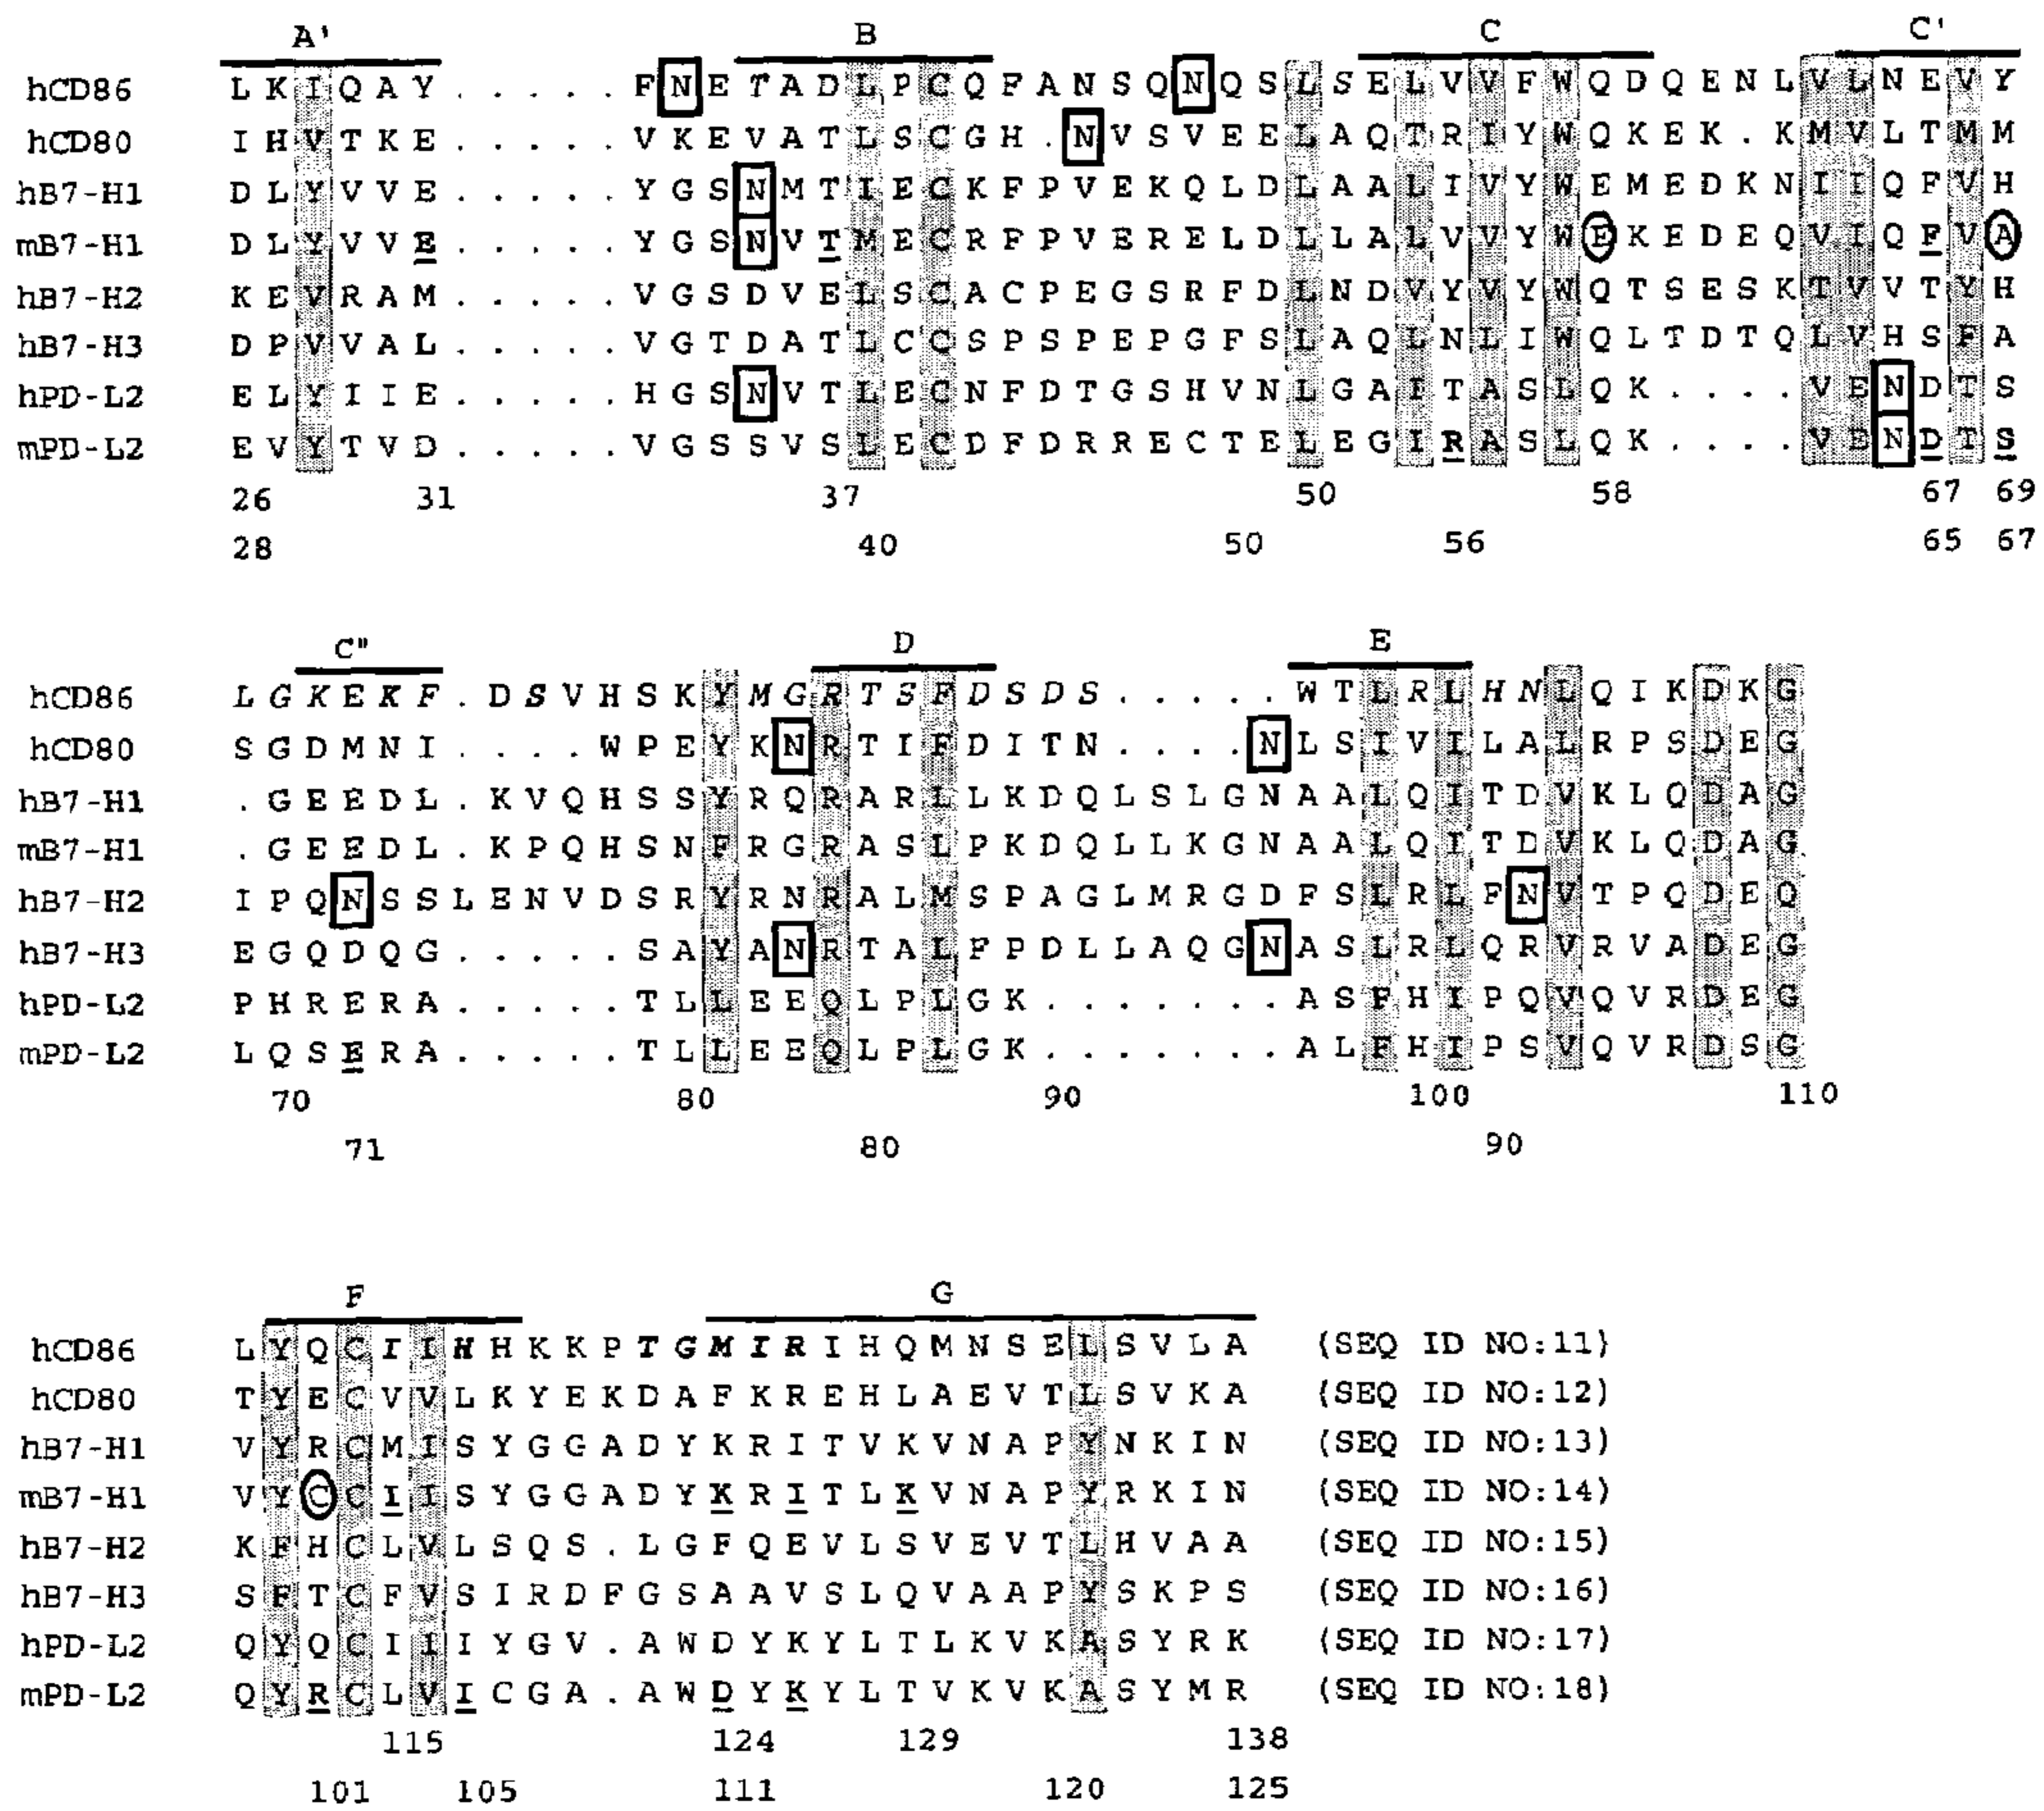 A' B C C'
hCD86 L K I Q A Y . . . . . F N E T A D L P C Q F A N S Q N Q S L S E L V V F W Q D Q E N L V L N E V Y
hCD80 I H V T K E . . . . . V K E V A T L S C G H . N V S V E E L A Q T R I Y W Q K E K . K M V L T M M
hB7-H1 D L Y V V E . . . . . Y G S N M T I E C K F P V E K Q L D L A A L I V Y W E M E D K N I I Q F V H
mB7-H1 D L Y V V E . . . . . Y G S N V T M E C R F P V E R E L D L L A L V V Y W E K E D E Q V I Q F V A
hB7-H2 K E V R A M . . . . . V G S D V E L S C A C P E G S R F D L N D V Y V Y W Q T S E S K T V V T Y H
hB7-H3 D P V V A L . . . . . V G T D A T L C C S P S P E P G F S L A Q L N L I W Q L T D T Q L V H S F A
hPD-L2 E L Y I I E . . . . . H G S N V T L E C N F D T G S H V N L G A I T A S L Q K . . . . V E N D T S
mPD-L2 E V Y T V D . . . . . V G S S V S L E C D F D R R E C T E L E G I R A S L Q K . . . . V E N D T S
26 31 37 50 58 67 69
28 40 50 56 65 67
C" D E
hCD86 L G K E K F . D S V H S K Y M G R T S F D S D S . . . . . W T L R L H N L Q I K D K G
hCD80 S G D M N I . . . . W P E Y K N R T I F D I T N . . . . N L S I V I L A L R P S D E G
hB7-H1 . G E E D L . K V Q H S S Y R Q R A R L L K D Q L S L G N A A L Q I T D V K L Q D A G
mB7-H1 . G E E D L . K P Q H S N F R G R A S L P K D Q L L K G N A A L Q I T D V K L Q D A G
hB7-H2 I P Q N S S L E N V D S R Y R N R A L M S P A G L M R G D F S L R L F N V T P Q D E Q
hB7-H3 E G Q D Q G . . . . . S A Y A N R T A L F P D L L A Q G N A S L R L Q R V R V A D E G
hPD-L2 P H R E R A . . . . . T L L E E Q L P L G K . . . . . . . A S F H I P Q V Q V R D E G
mPD-L2 L Q S E R A . . . . . T L L E E Q L P L G K . . . . . . . A L F H I P S V Q V R D S G
70 80 90 100 110
71 80 90
F G
hCD86 L Y Q C I I H H K K P T G M I R I H Q M N S E L S V L A (SEQ ID NO:11)
hCD80 T Y E C V V L K Y E K D A F K R E H L A E V T L S V K A (SEQ ID NO:12)
hB7-H1 V Y R C M I S Y G G A D Y K R I T V K V N A P Y N K I N (SEQ ID NO:13)
mB7-H1 V Y C C I I S Y G G A D Y K R I T L K V N A P Y R K I N (SEQ ID NO:14)
hB7-H2 K F H C L V L S Q S . L G F Q E V L S V E V T L H V A A (SEQ ID NO:15)
hB7-H3 S F T C F V S I R D F G S A A V S L Q V A A P Y S K P S (SEQ ID NO:16)
hPD-L2 Q Y Q C I I I Y G V . A W D Y K Y L T L K V K A S Y R K (SEQ ID NO:17)
mPD-L2 Q Y R C L V I C G A . A W D Y K Y L T V K V K A S Y M R (SEQ ID NO:18)
115 124 129 138
101 105 111 120 125